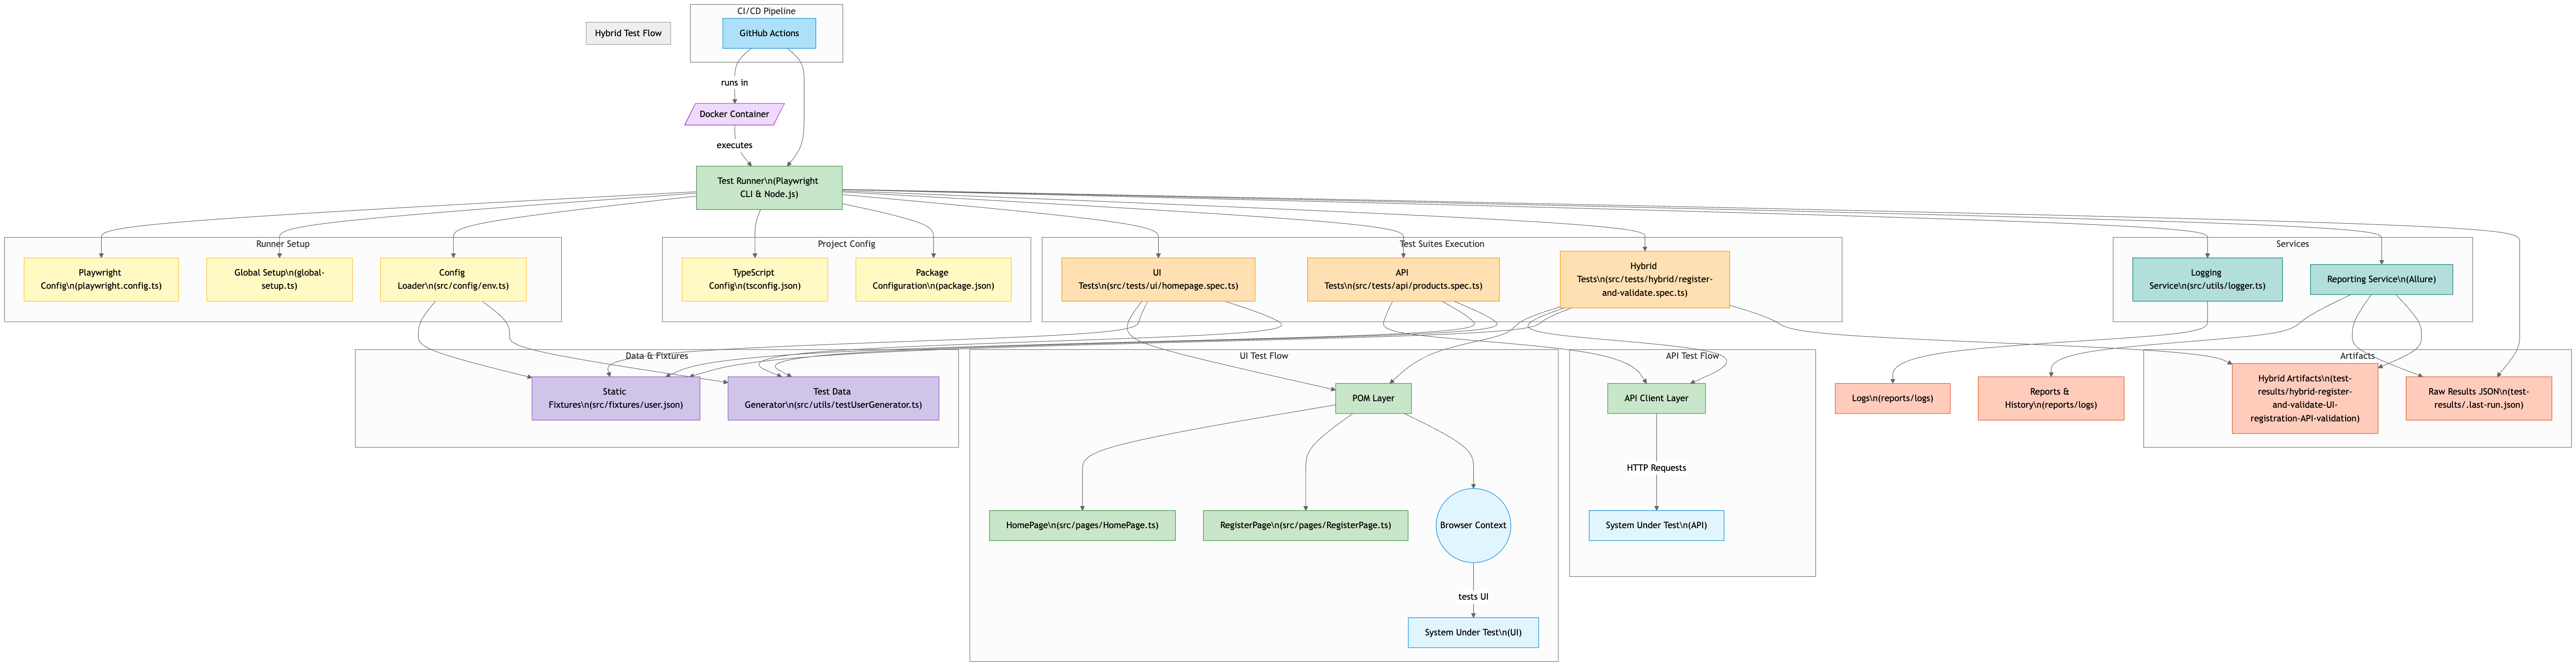 CI/CD Pipeline
Hybrid Test Flow
GitHub Actions
runs in
Docker Container
executes
Test Runner\n(Playwright
CLI & Node.js)
Runner Setup
Playwright
Config\n(playwright.config.ts)
Global Setup\n(global-
setup.ts)
Config
Loader\n(src/config/env.ts)
Project Config
TypeScript
Config\n(tsconfig.json)
Package
Configuration\n(package.json)
Test Suites Execution
UI
Tests\n(src/tests/ui/homepage.spec.ts)
API
Tests\n(src/tests/api/products.spec.ts)
Hybrid
Tests\n(src/tests/hybrid/register-
and-validate.spec.ts)
Services
Logging
Service\n(src/utils/logger.ts)
Reporting Service\n(Allure)
Data & Fixtures
Static
Fixtures\n(src/fixtures/user.json)
Test Data
Generator\n(src/utils/testUserGenerator.ts)
UI Test Flow
POM Layer
HomePage\n(src/pages/HomePage.ts)
RegisterPage\n(src/pages/RegisterPage.ts)
Browser Context
tests UI
System Under Test\n(UI)
API Test Flow
API Client Layer
HTTP Requests
System Under Test\n(API)
Logs\n(reports/logs)
Reports &
History\n(reports/logs)
Artifacts
Hybrid Artifacts\n(test-
results/hybrid-register-
and-validate-UI-
registration-API-validation)
Raw Results JSON\n(test-
results/.last-run.json)